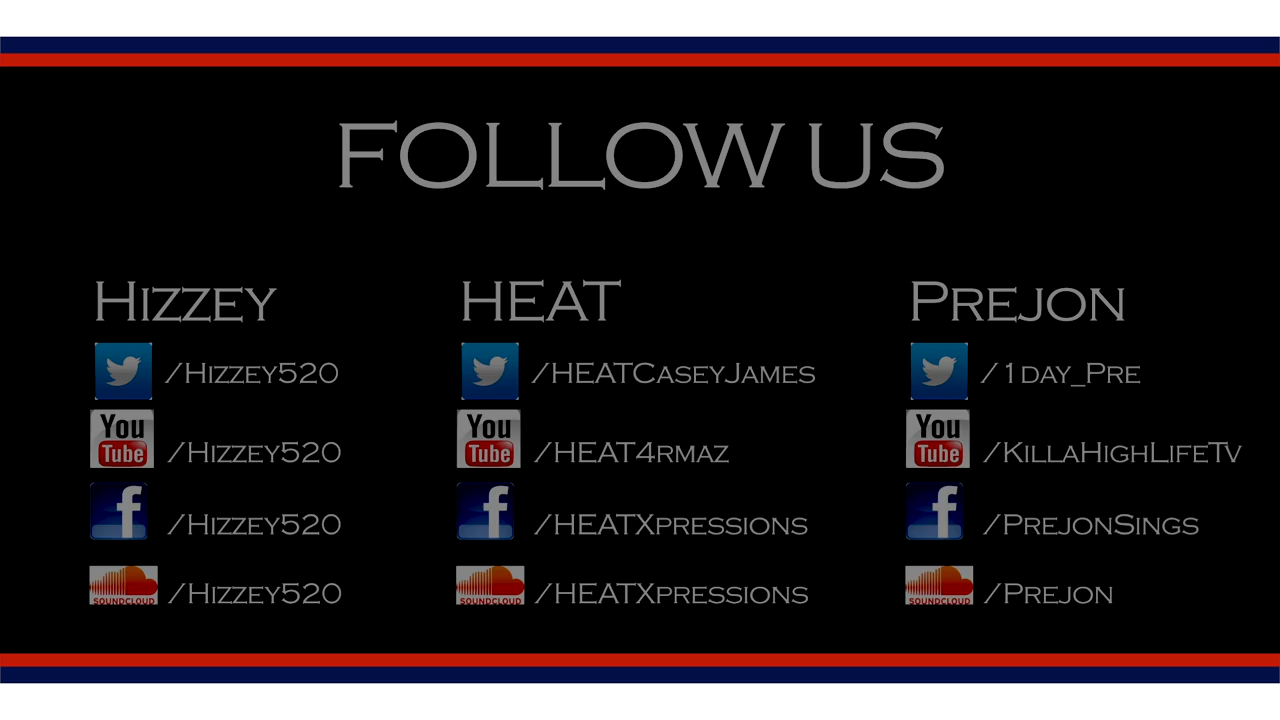 FOLLOW US
Hizzey
/Hizzey520
You Tube
/Hizzey520
f
/Hizzey520
SOUNDCLOUD
/Hizzey520
HEAT
/HEATCaseyJames
You Tube
/HEAT4rmaz
f
/HEATXpressions
SOUNDCLOUD
/HEATXpressions
Prejon
/1day_Pre
You Tube
/KillaHighLifeTv
f
/PrejonSings
SOUNDCLOUD
/Prejon